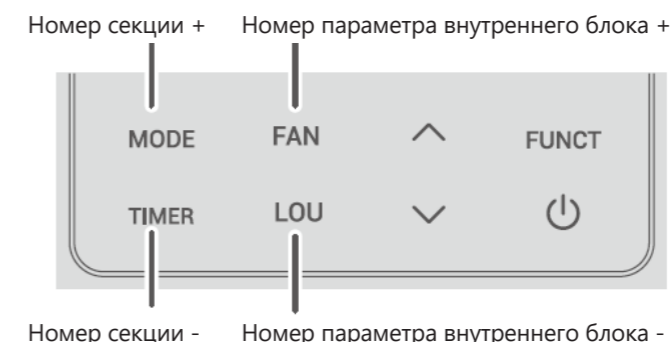 Номер секции + Номер параметра внутреннего блока +
MODE FAN FUNCT
TIMER LOU
Номер секции - Номер параметра внутреннего блока -